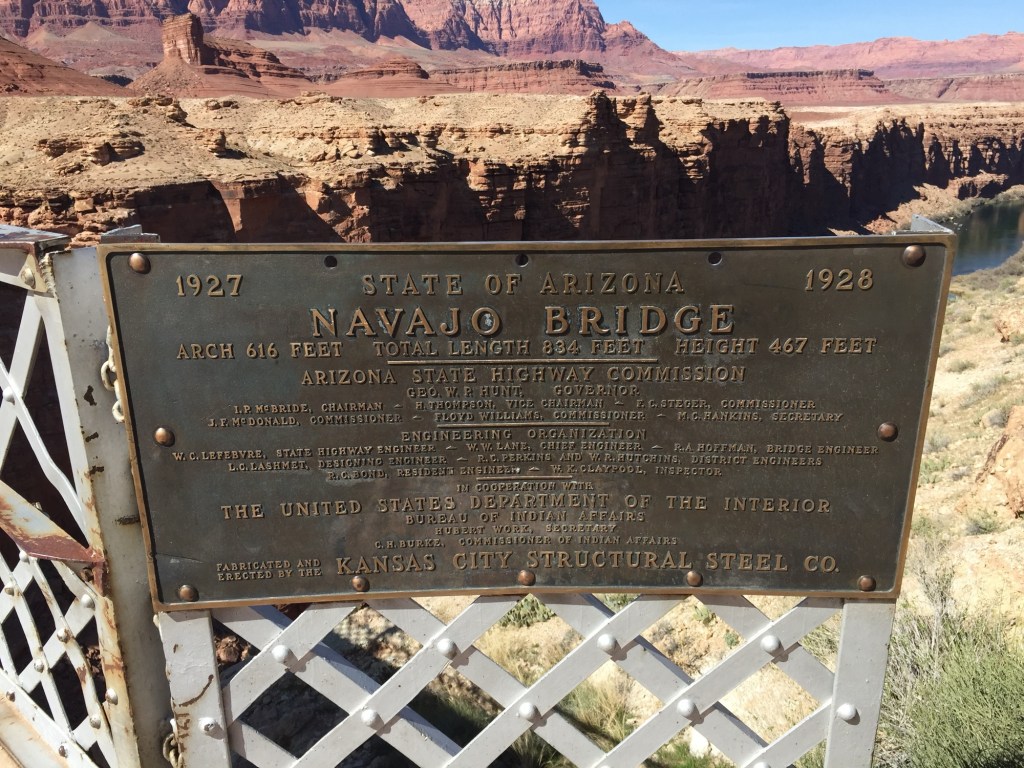 1927 STATE OF ARIZONA 1928
NAVAJO BRIDGE
ARCH 616 FEET TOTAL LENGTH 834 FEET HEIGHT 467 FEET
ARIZONA STATE HIGHWAY COMMISSION
GEO. W. P. HUNT, GOVERNOR
I.P. McBRIDE, CHAIRMAN – H. THOMPSON, VICE CHAIRMAN – F.C. STEGER, COMMISSIONER
J.F. McDONALD, COMMISSIONER – FLOYD WILLIAMS, COMMISSIONER – M.C. HANKINS, SECRETARY
ENGINEERING ORGANIZATION
W.C. LEFEBVRE, STATE HIGHWAY ENGINEER – W.W. LANE, CHIEF ENGINEER – R.A. HOFFMAN, BRIDGE ENGINEER
L.C. LASHMET, DESIGNING ENGINEER – F.C. PERKINS AND W.R. HUTCHINS, DISTRICT ENGINEERS
R.C. BOND, RESIDENT ENGINEER – W.K. CLAYPOOL, INSPECTOR
IN COOPERATION WITH
THE UNITED STATES DEPARTMENT OF THE INTERIOR
BUREAU OF INDIAN AFFAIRS
HUBERT WORK, SECRETARY
C.H. BURKE, COMMISSIONER OF INDIAN AFFAIRS
FABRICATED AND
ERECTED BY THE KANSAS CITY STRUCTURAL STEEL CO.